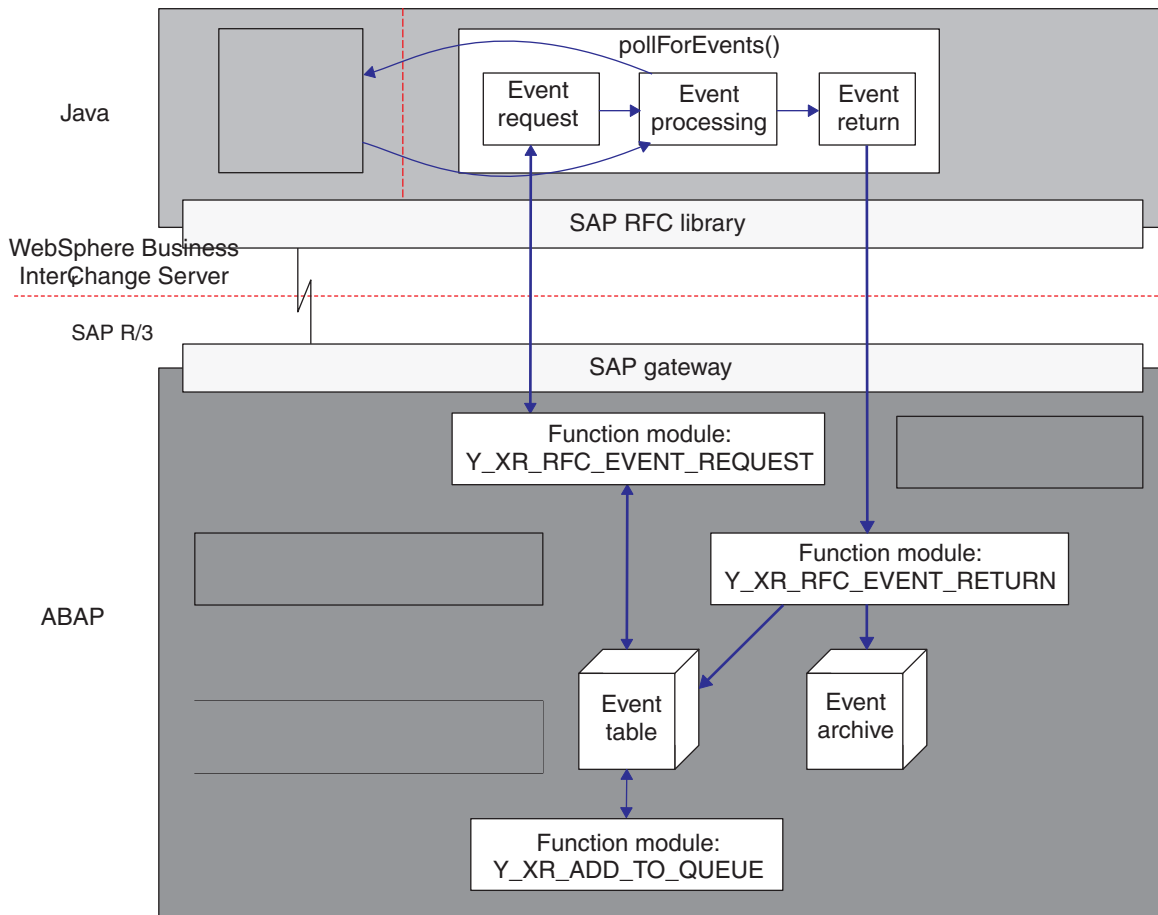 pollForEvents()
Event
request
Event
processing
Event
return
Java
SAP RFC library
WebSphere Business
InterChange Server
SAP R/3
SAP gateway
Function module:
Y_XR_RFC_EVENT_REQUEST
Function module:
Y_XR_RFC_EVENT_RETURN
ABAP
Event
table
Event
archive
Function module:
Y_XR_ADD_TO_QUEUE